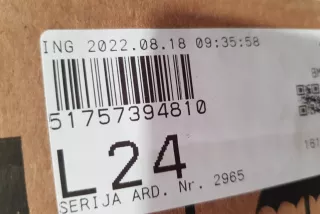 ING 2022.08.18 09:35:58
51757394810
L24
SERIJA ARD. Nr. 2965